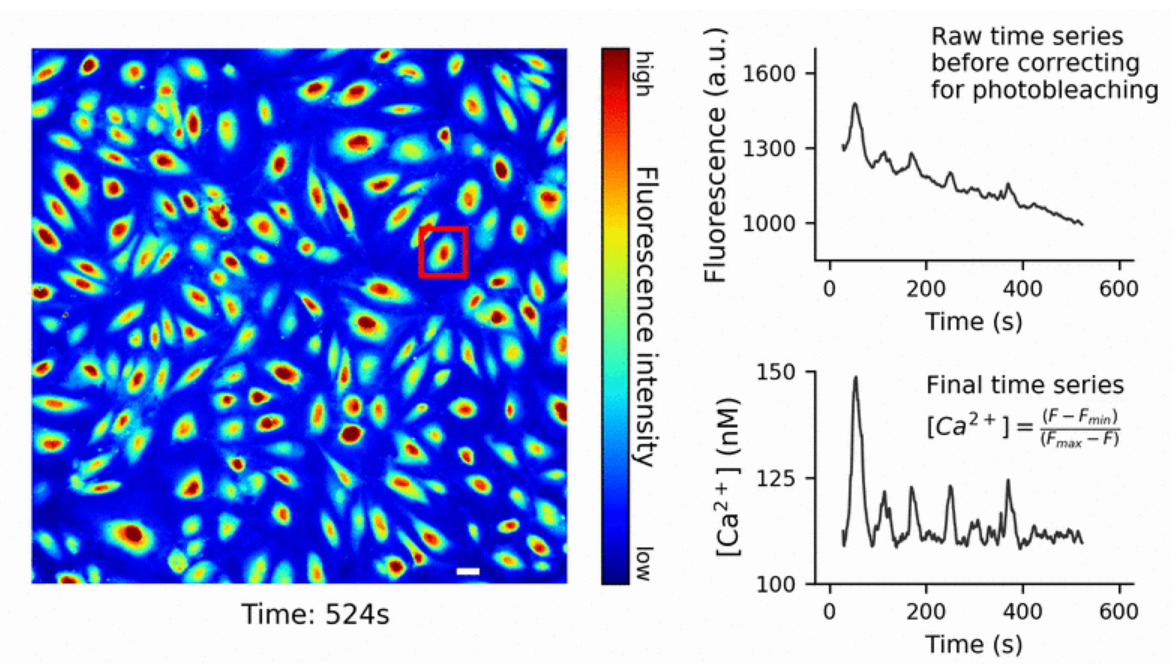 high
Fluorescence intensity
low
Time: 524s
Raw time series
before correcting
for photobleaching
Fluorescence (a.u.)
1600
1300
1000
0 200 400 600
Time (s)
Final time series
[Ca²⁺] = (F − Fmin) / (Fmax − F)
[Ca²⁺] (nM)
150
125
100
0 200 400 600
Time (s)